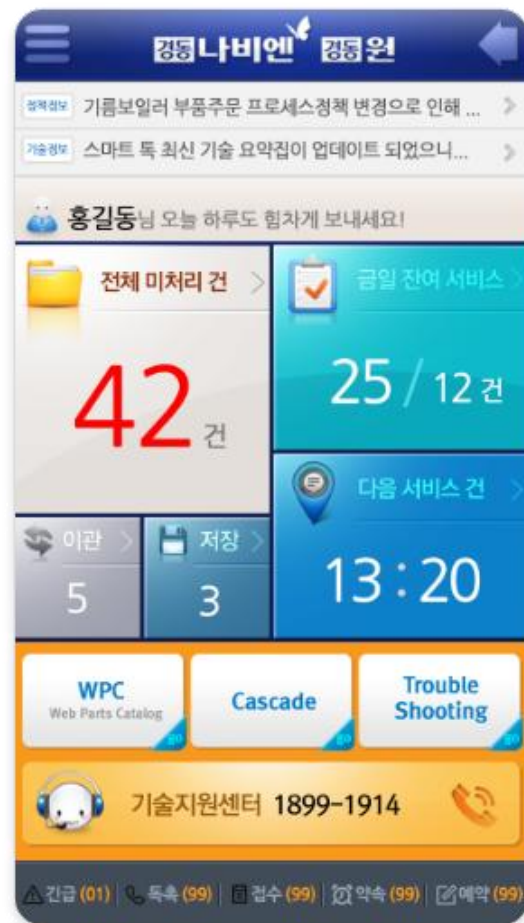 경동나비엔 경동원
정책정보 기름보일러 부품주문 프로세스정책 변경으로 인해 ...
기술정보 스마트 톡 최신 기술 요약집이 업데이트 되었으니...
홍길동님 오늘 하루도 힘차게 보내세요!
전체 미처리 건
42 건
금일 잔여 서비스
25 / 12 건
다음 서비스 건
13:20
이관
5
저장
3
WPC
Web Parts Catalog
go
Cascade
go
Trouble
Shooting
go
기술지원센터 1899-1914
긴급 (01) 독촉 (99) 접수 (99) 약속 (99) 예약 (99)